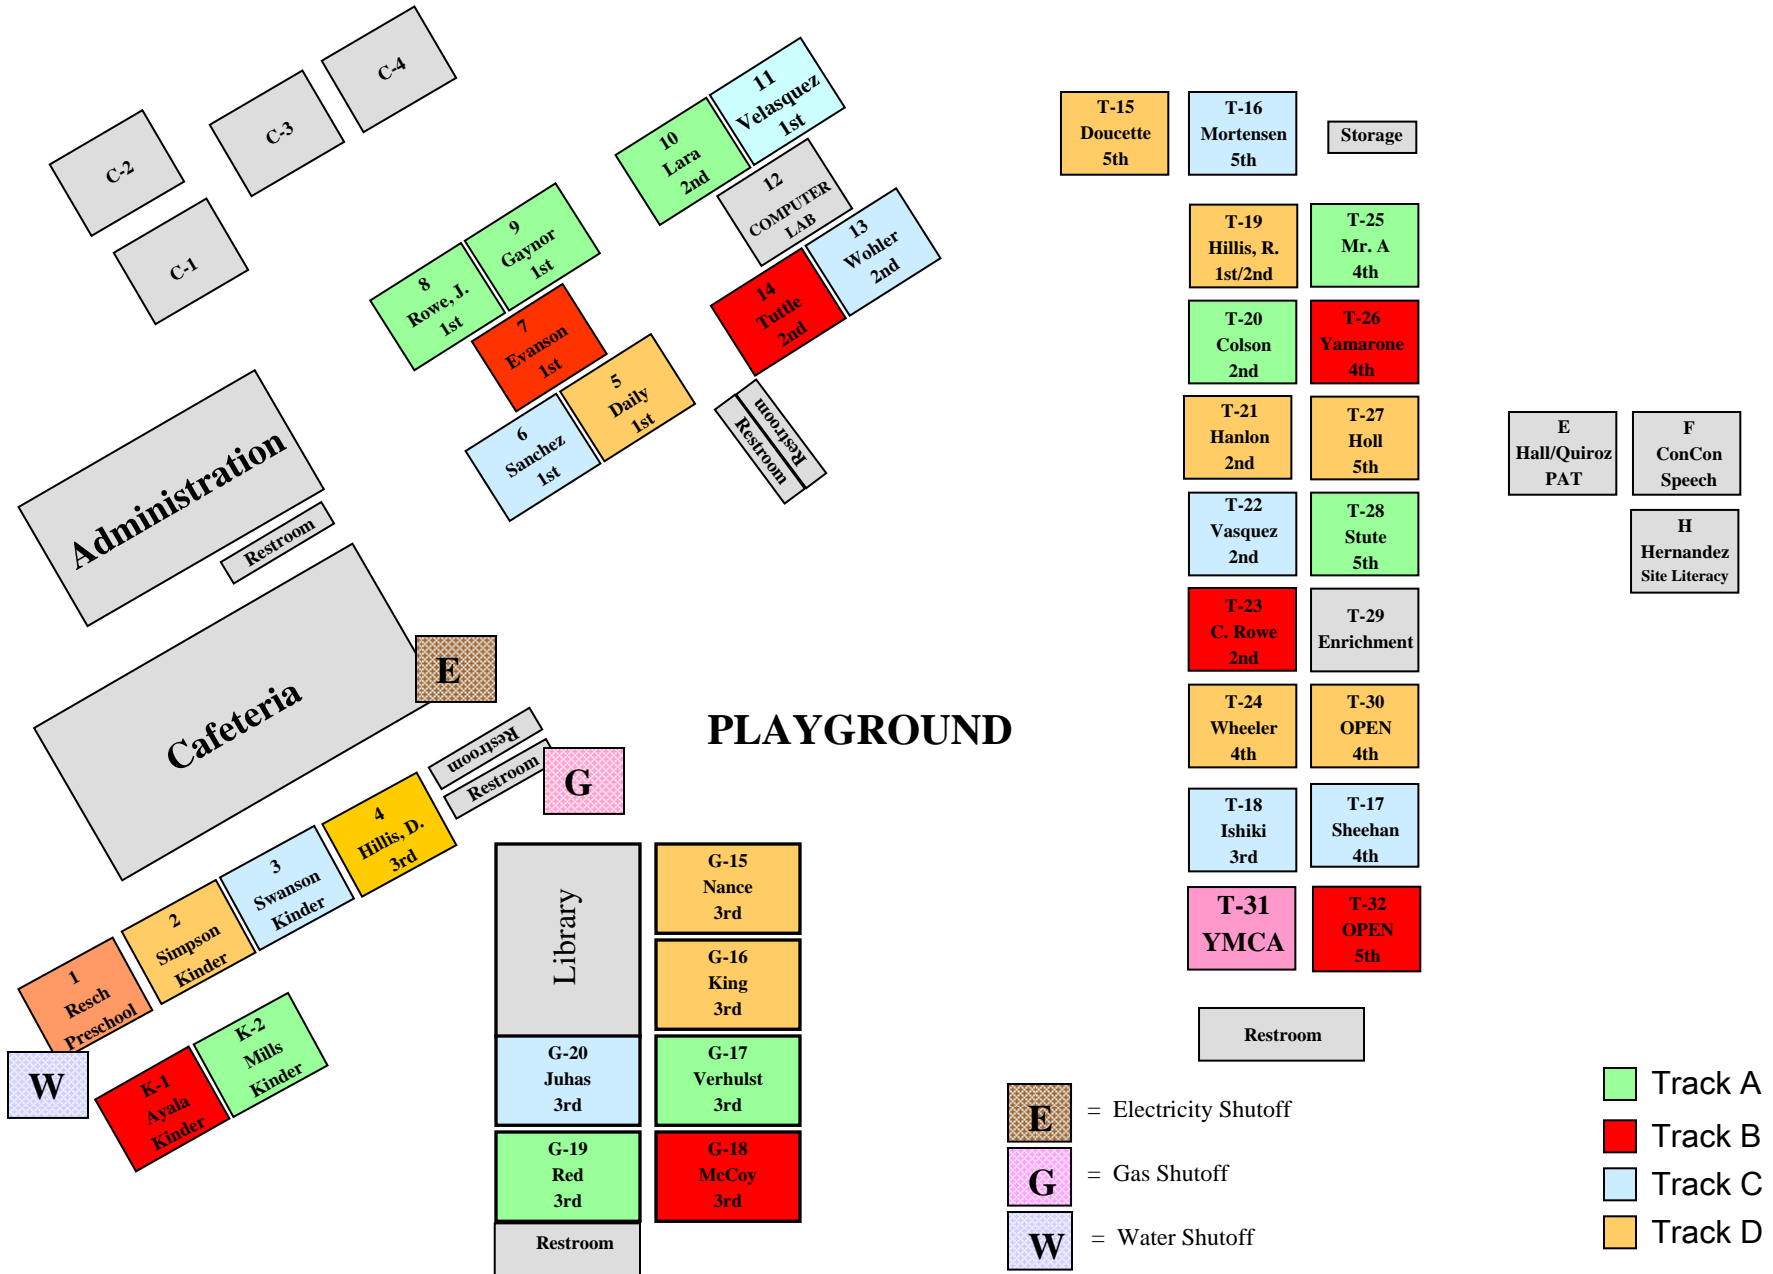 C-4
C-3
C-2
C-1
11
Velasquez
1st
10
Lara
2nd
12
COMPUTER
LAB
13
Wohler
2nd
14
Tuttle
2nd
Restroom
Restroom
9
Gaynor
1st
8
Rowe, J.
1st
7
Evanson
1st
5
Daily
1st
6
Sanchez
1st
T-15
Doucette
5th
T-16
Mortensen
5th
Storage
T-19
Hillis, R.
1st/2nd
T-25
Mr. A
4th
T-20
Colson
2nd
T-26
Yamarone
4th
T-21
Hanlon
2nd
T-27
Holl
5th
T-22
Vasquez
2nd
T-28
Stute
5th
T-23
C. Rowe
2nd
T-29
Enrichment
T-24
Wheeler
4th
T-30
OPEN
4th
T-18
Ishiki
3rd
T-17
Sheehan
4th
T-31
YMCA
T-32
OPEN
5th
Restroom
E
Hall/Quiroz
PAT
F
ConCon
Speech
H
Hernandez
Site Literacy
Administration
Restroom
Cafeteria
E
Restroom
Restroom
G
PLAYGROUND
4
Hillis, D.
3rd
3
Swanson
Kinder
2
Simpson
Kinder
1
Resch
Preschool
W
K-2
Mills
Kinder
K-1
Ayala
Kinder
Library
G-15
Nance
3rd
G-16
King
3rd
G-20
Juhas
3rd
G-17
Verhulst
3rd
G-19
Red
3rd
G-18
McCoy
3rd
Restroom
E = Electricity Shutoff
G = Gas Shutoff
W = Water Shutoff
Track A
Track B
Track C
Track D